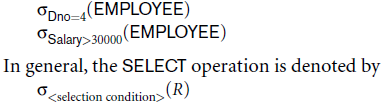 σDno=4(EMPLOYEE)
σSalary>30000(EMPLOYEE)
In general, the SELECT operation is denoted by
σ<selection condition>(R)